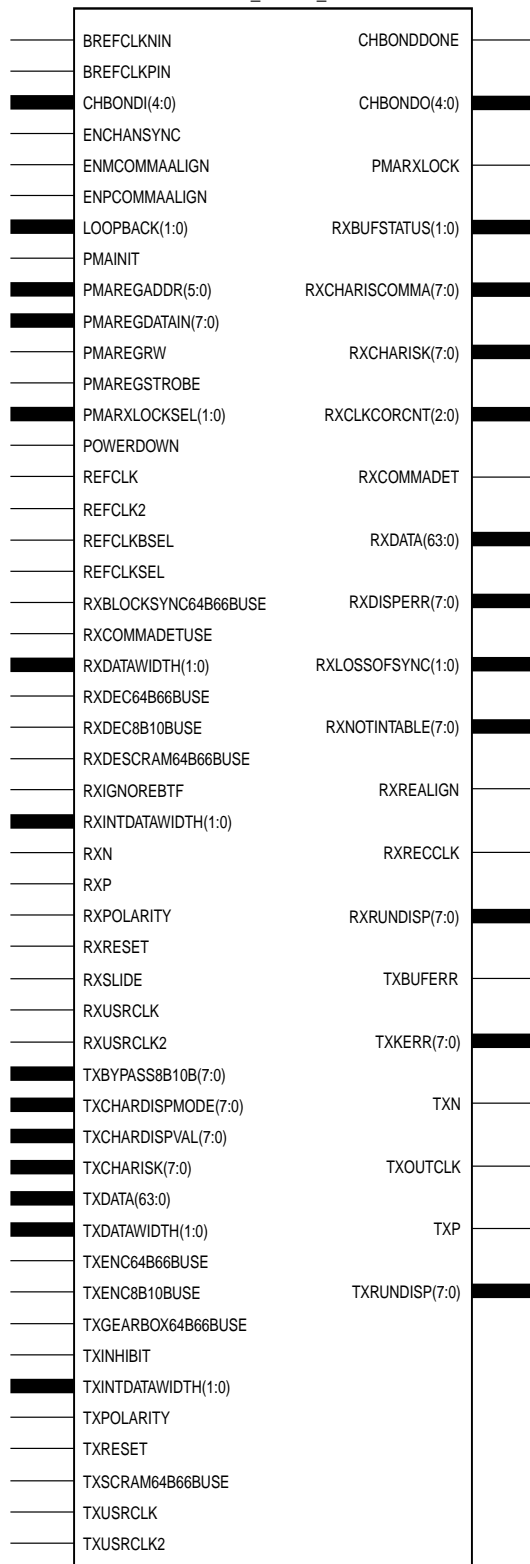 BREFCLKNIN
CHBONDDONE
BREFCLKPIN
CHBONDI(4:0)
CHBONDO(4:0)
ENCHANSYNC
ENMCOMMAALIGN
PMARXLOCK
ENPCOMMAALIGN
LOOPBACK(1:0)
RXBUFSTATUS(1:0)
PMAINIT
PMAREGADDR(5:0)
RXCHARISCOMMA(7:0)
PMAREGDATAIN(7:0)
PMAREGRW
RXCHARISK(7:0)
PMAREGSTROBE
PMARXLOCKSEL(1:0)
RXCLKCORCNT(2:0)
POWERDOWN
REFCLK
RXCOMMADET
REFCLK2
REFCLKBSEL
RXDATA(63:0)
REFCLKSEL
RXBLOCKSYNC64B66BUSE
RXDISPERR(7:0)
RXCOMMADETUSE
RXDATAWIDTH(1:0)
RXLOSSOFSYNC(1:0)
RXDEC64B66BUSE
RXDEC8B10BUSE
RXNOTINTABLE(7:0)
RXDESCRAM64B66BUSE
RXIGNOREBTF
RXREALIGN
RXINTDATAWIDTH(1:0)
RXN
RXRECCLK
RXP
RXPOLARITY
RXRUNDISP(7:0)
RXRESET
RXSLIDE
TXBUFERR
RXUSRCLK
RXUSRCLK2
TXKERR(7:0)
TXBYPASS8B10B(7:0)
TXCHARDISPMODE(7:0)
TXN
TXCHARDISPVAL(7:0)
TXCHARISK(7:0)
TXOUTCLK
TXDATA(63:0)
TXDATAWIDTH(1:0)
TXP
TXENC64B66BUSE
TXENC8B10BUSE
TXRUNDISP(7:0)
TXGEARBOX64B66BUSE
TXINHIBIT
TXINTDATAWIDTH(1:0)
TXPOLARITY
TXRESET
TXSCRAM64B66BUSE
TXUSRCLK
TXUSRCLK2